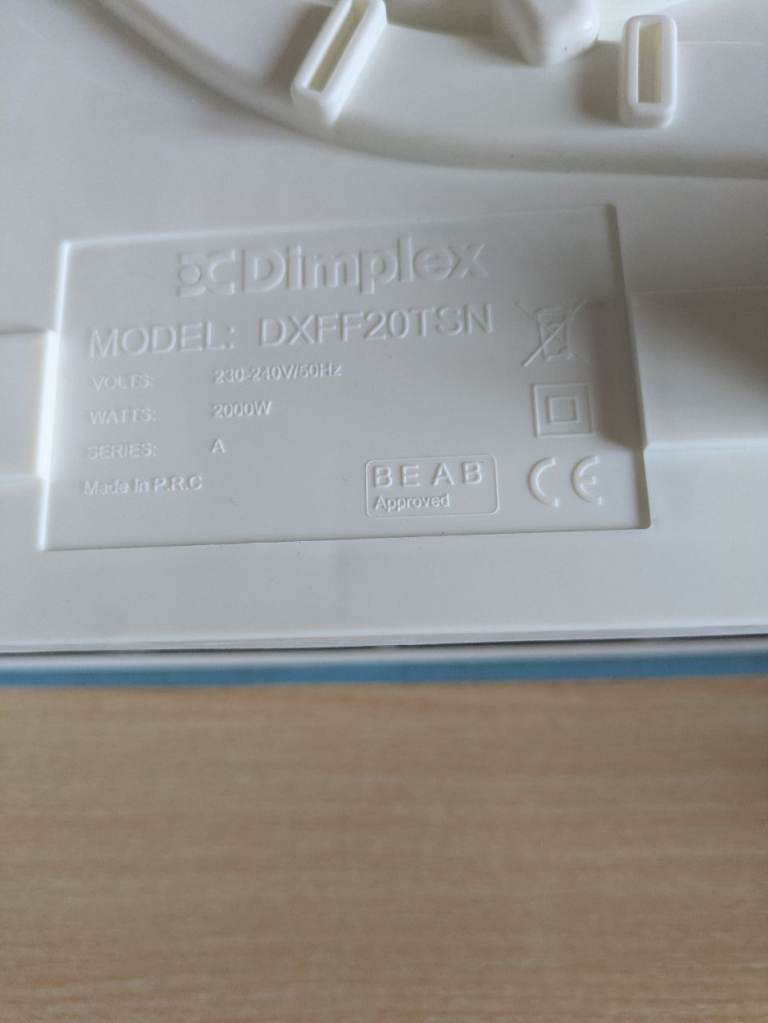 Dimplex
MODEL: DXFF20TSN
VOLTS: 230-240V/50Hz
WATTS: 2000W
SERIES: A
Made In P.R.C
BEAB
Approved
CE